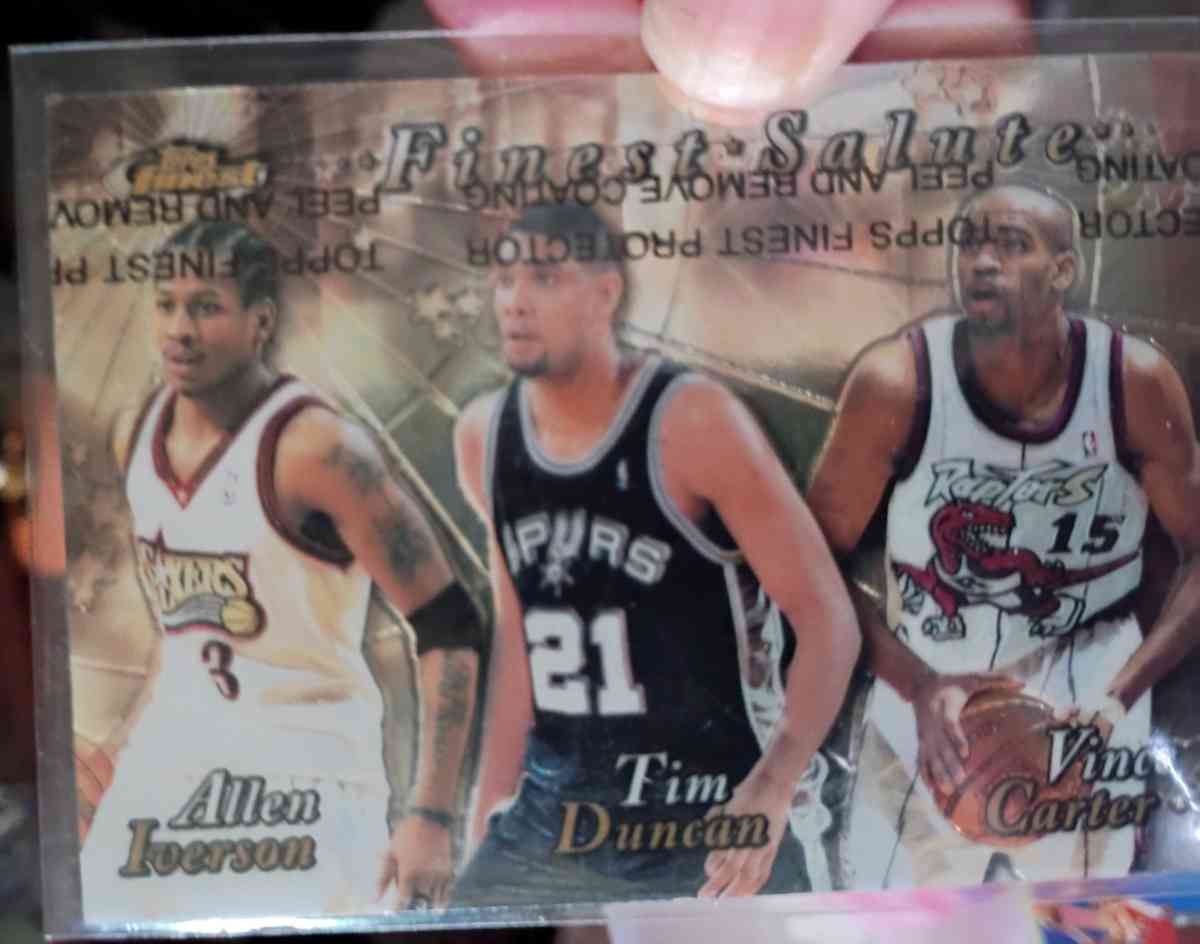 Topps
Finest
Finest Salute
PEEL AND REMOVE COATING
TOPPS FINEST PROTECTOR
SIXERS
3
SPURS
21
Raptors
15
Allen
Iverson
Tim
Duncan
Vinc
Carter